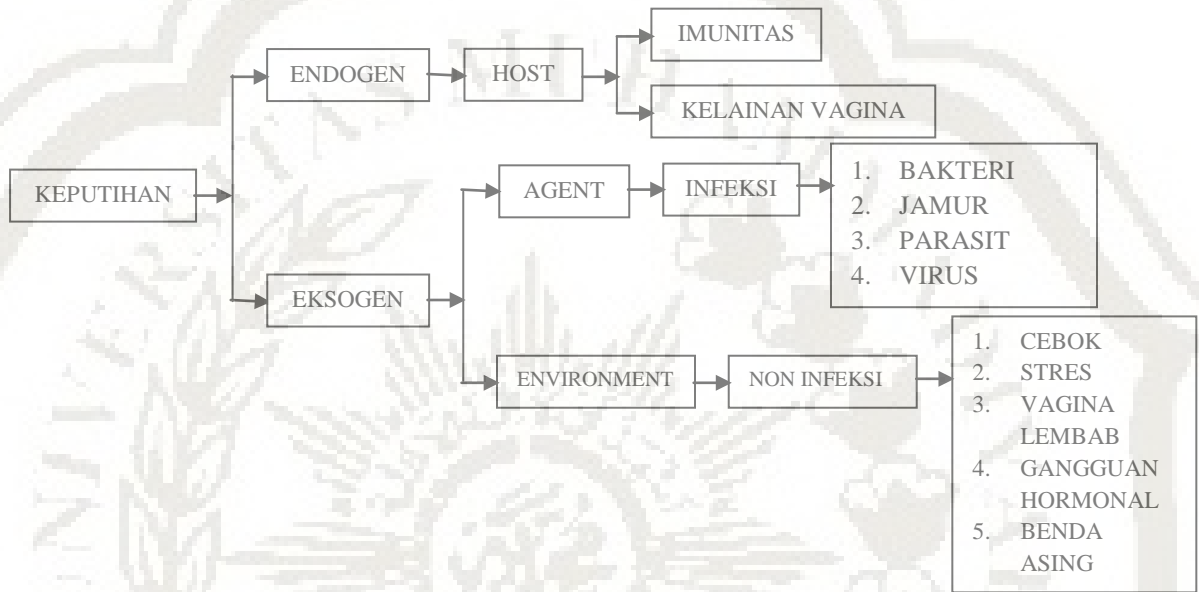 IMUNITAS
ENDOGEN
HOST
KELAINAN VAGINA
KEPUTIHAN
AGENT
INFEKSI
1. BAKTERI
2. JAMUR
3. PARASIT
4. VIRUS
EKSOGEN
ENVIRONMENT
NON INFEKSI
1. CEBOK
2. STRES
3. VAGINA
LEMBAB
4. GANGGUAN
HORMONAL
5. BENDA
ASING